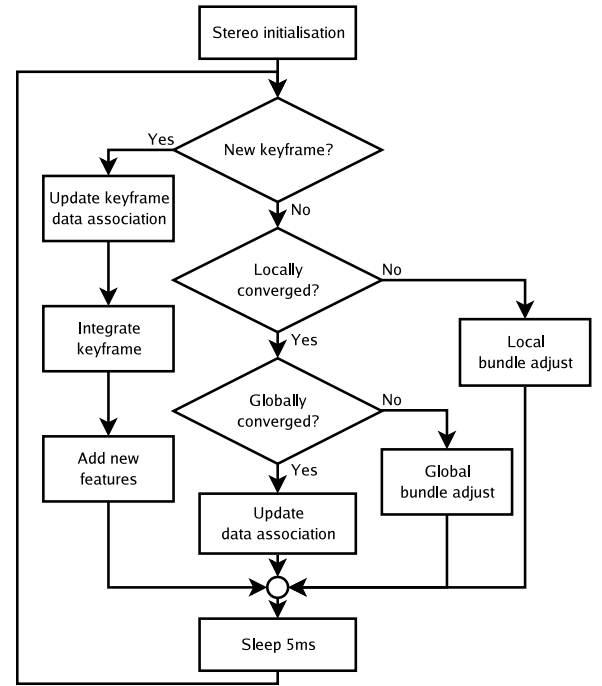 Stereo initialisation
New keyframe?
Yes
No
Update keyframe
data association
Locally
converged?
No
Yes
Integrate
keyframe
Local
bundle adjust
Globally
converged?
No
Yes
Add new
features
Global
bundle adjust
Update
data association
Sleep 5ms